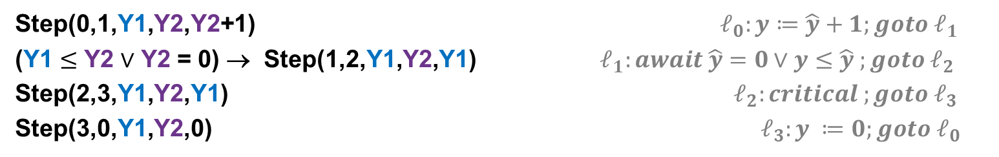 Step(0,1,Y1,Y2,Y2+1) ℓ₀: y ≔ ŷ + 1; goto ℓ₁
(Y1 ≤ Y2 ∨ Y2 = 0) → Step(1,2,Y1,Y2,Y1) ℓ₁: await ŷ = 0 ∨ y ≤ ŷ ; goto ℓ₂
Step(2,3,Y1,Y2,Y1) ℓ₂: critical ; goto ℓ₃
Step(3,0,Y1,Y2,0) ℓ₃: y ≔ 0; goto ℓ₀